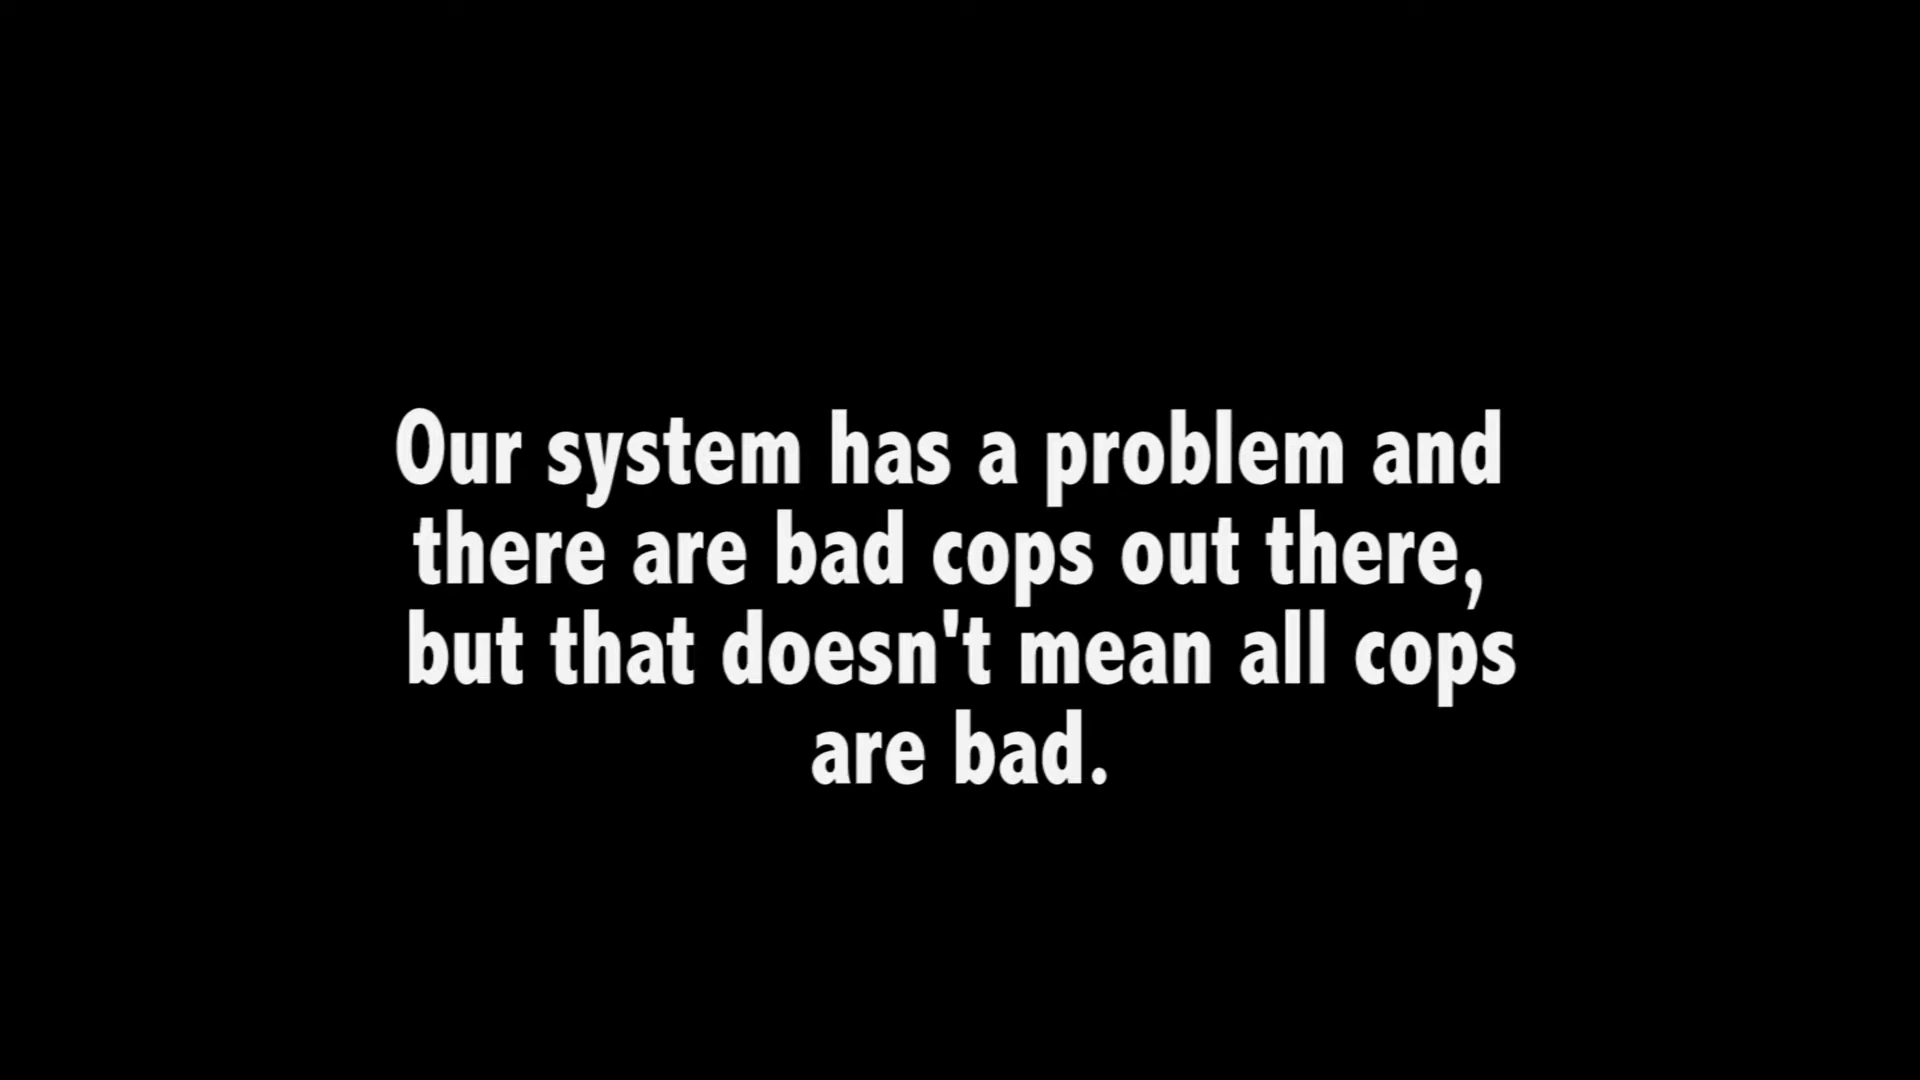 Our system has a problem and
there are bad cops out there,
but that doesn't mean all cops
are bad.